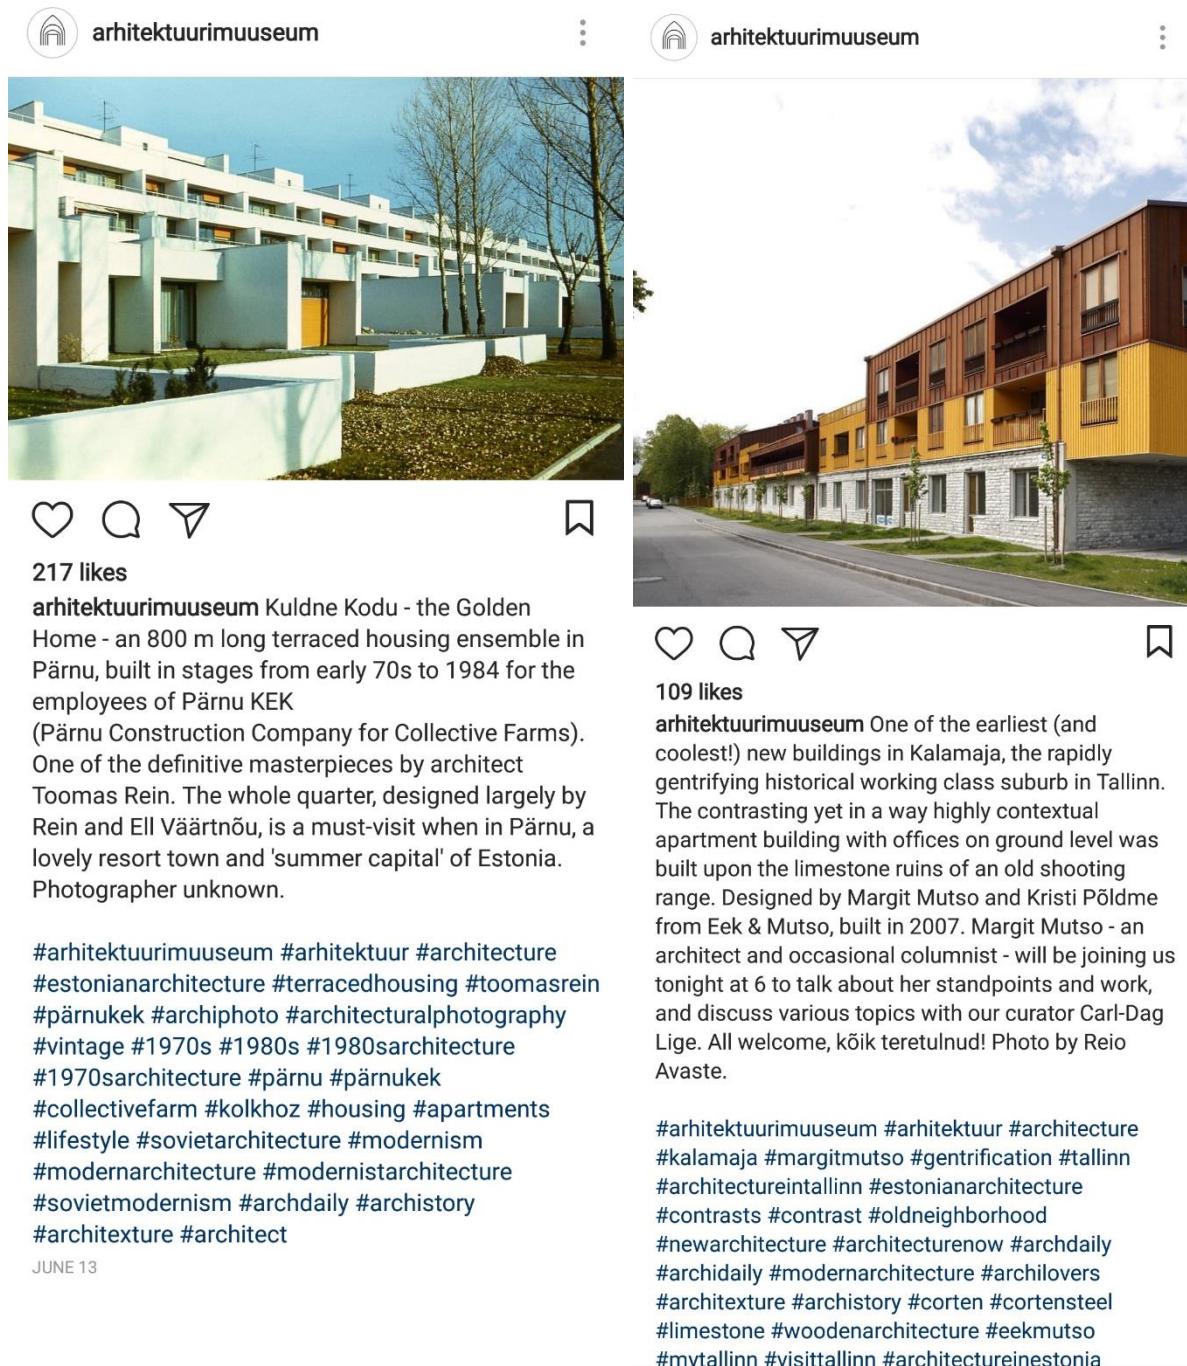 arhitektuurimuuseum
217 likes
arhitektuurimuuseum Kuldne Kodu - the Golden
Home - an 800 m long terraced housing ensemble in
Pärnu, built in stages from early 70s to 1984 for the
employees of Pärnu KEK
(Pärnu Construction Company for Collective Farms).
One of the definitive masterpieces by architect
Toomas Rein. The whole quarter, designed largely by
Rein and Ell Väärtnõu, is a must-visit when in Pärnu, a
lovely resort town and 'summer capital' of Estonia.
Photographer unknown.
#arhitektuurimuuseum #arhitektuur #architecture
#estonianarchitecture #terracedhousing #toomasrein
#pärnukek #archiphoto #architecturalphotography
#vintage #1970s #1980s #1980sarchitecture
#1970sarchitecture #pärnu #pärnukek
#collectivefarm #kolkhoz #housing #apartments
#lifestyle #sovietarchitecture #modernism
#modernarchitecture #modernistarchitecture
#sovietmodernism #archdaily #archistory
#architexture #architect
JUNE 13
arhitektuurimuuseum
109 likes
arhitektuurimuuseum One of the earliest (and
coolest!) new buildings in Kalamaja, the rapidly
gentrifying historical working class suburb in Tallinn.
The contrasting yet in a way highly contextual
apartment building with offices on ground level was
built upon the limestone ruins of an old shooting
range. Designed by Margit Mutso and Kristi Põldme
from Eek & Mutso, built in 2007. Margit Mutso - an
architect and occasional columnist - will be joining us
tonight at 6 to talk about her standpoints and work,
and discuss various topics with our curator Carl-Dag
Lige. All welcome, kõik teretulnud! Photo by Reio
Avaste.
#arhitektuurimuuseum #arhitektuur #architecture
#kalamaja #margitmutso #gentrification #tallinn
#architectureintallinn #estonianarchitecture
#contrasts #contrast #oldneighborhood
#newarchitecture #architecturenow #archdaily
#archidaily #modernarchitecture #archilovers
#architexture #archistory #corten #cortensteel
#limestone #woodenarchitecture #eekmutso
#mytallinn #visittallinn #architectureinestonia